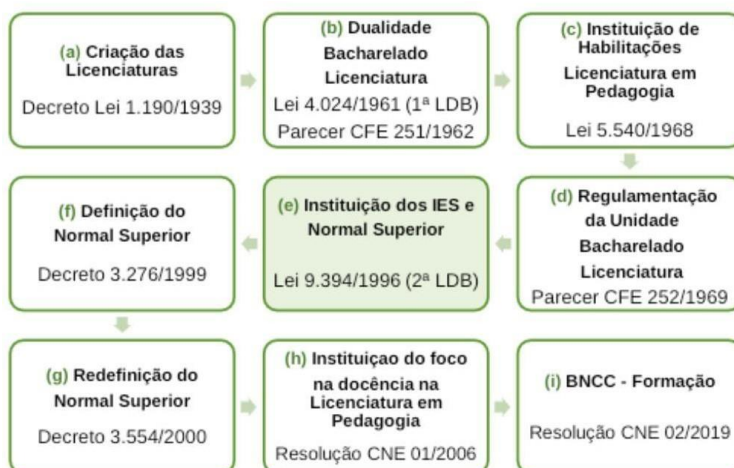 (a) Criação das
Licenciaturas
Decreto Lei 1.190/1939
(b) Dualidade
Bacharelado
Licenciatura
Lei 4.024/1961 (1ª LDB)
Parecer CFE 251/1962
(c) Instituição de
Habilitações
Licenciatura em
Pedagogia
Lei 5.540/1968
(d) Regulamentação
da Unidade
Bacharelado
Licenciatura
Parecer CFE 252/1969
(e) Instituição dos IES e
Normal Superior
Lei 9.394/1996 (2ª LDB)
(f) Definição do
Normal Superior
Decreto 3.276/1999
(g) Redefinição do
Normal Superior
Decreto 3.554/2000
(h) Instituiçao do foco
na docência na
Licenciatura em
Pedagogia
Resolução CNE 01/2006
(i) BNCC - Formação
Resolução CNE 02/2019